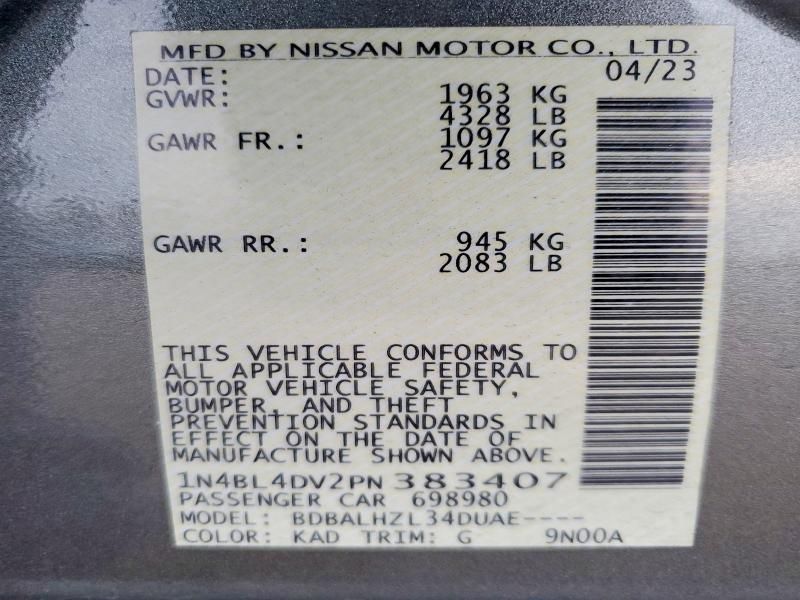 MFD BY NISSAN MOTOR CO., LTD.
DATE: 04/23
GVWR: 1963 KG
4328 LB
GAWR FR.: 1097 KG
2418 LB
GAWR RR.: 945 KG
2083 LB
THIS VEHICLE CONFORMS TO
ALL APPLICABLE FEDERAL
MOTOR VEHICLE SAFETY,
BUMPER, AND THEFT
PREVENTION STANDARDS IN
EFFECT ON THE DATE OF
MANUFACTURE SHOWN ABOVE.
1N4BL4DV2PN383407
PASSENGER CAR 698980
MODEL: BDBALHZL34DUAE----
COLOR: KAD TRIM: G 9N00A